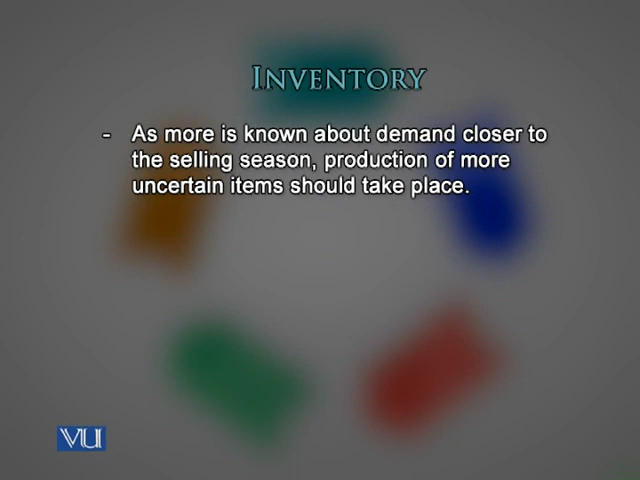 INVENTORY
- As more is known about demand closer to
the selling season, production of more
uncertain items should take place.
VU